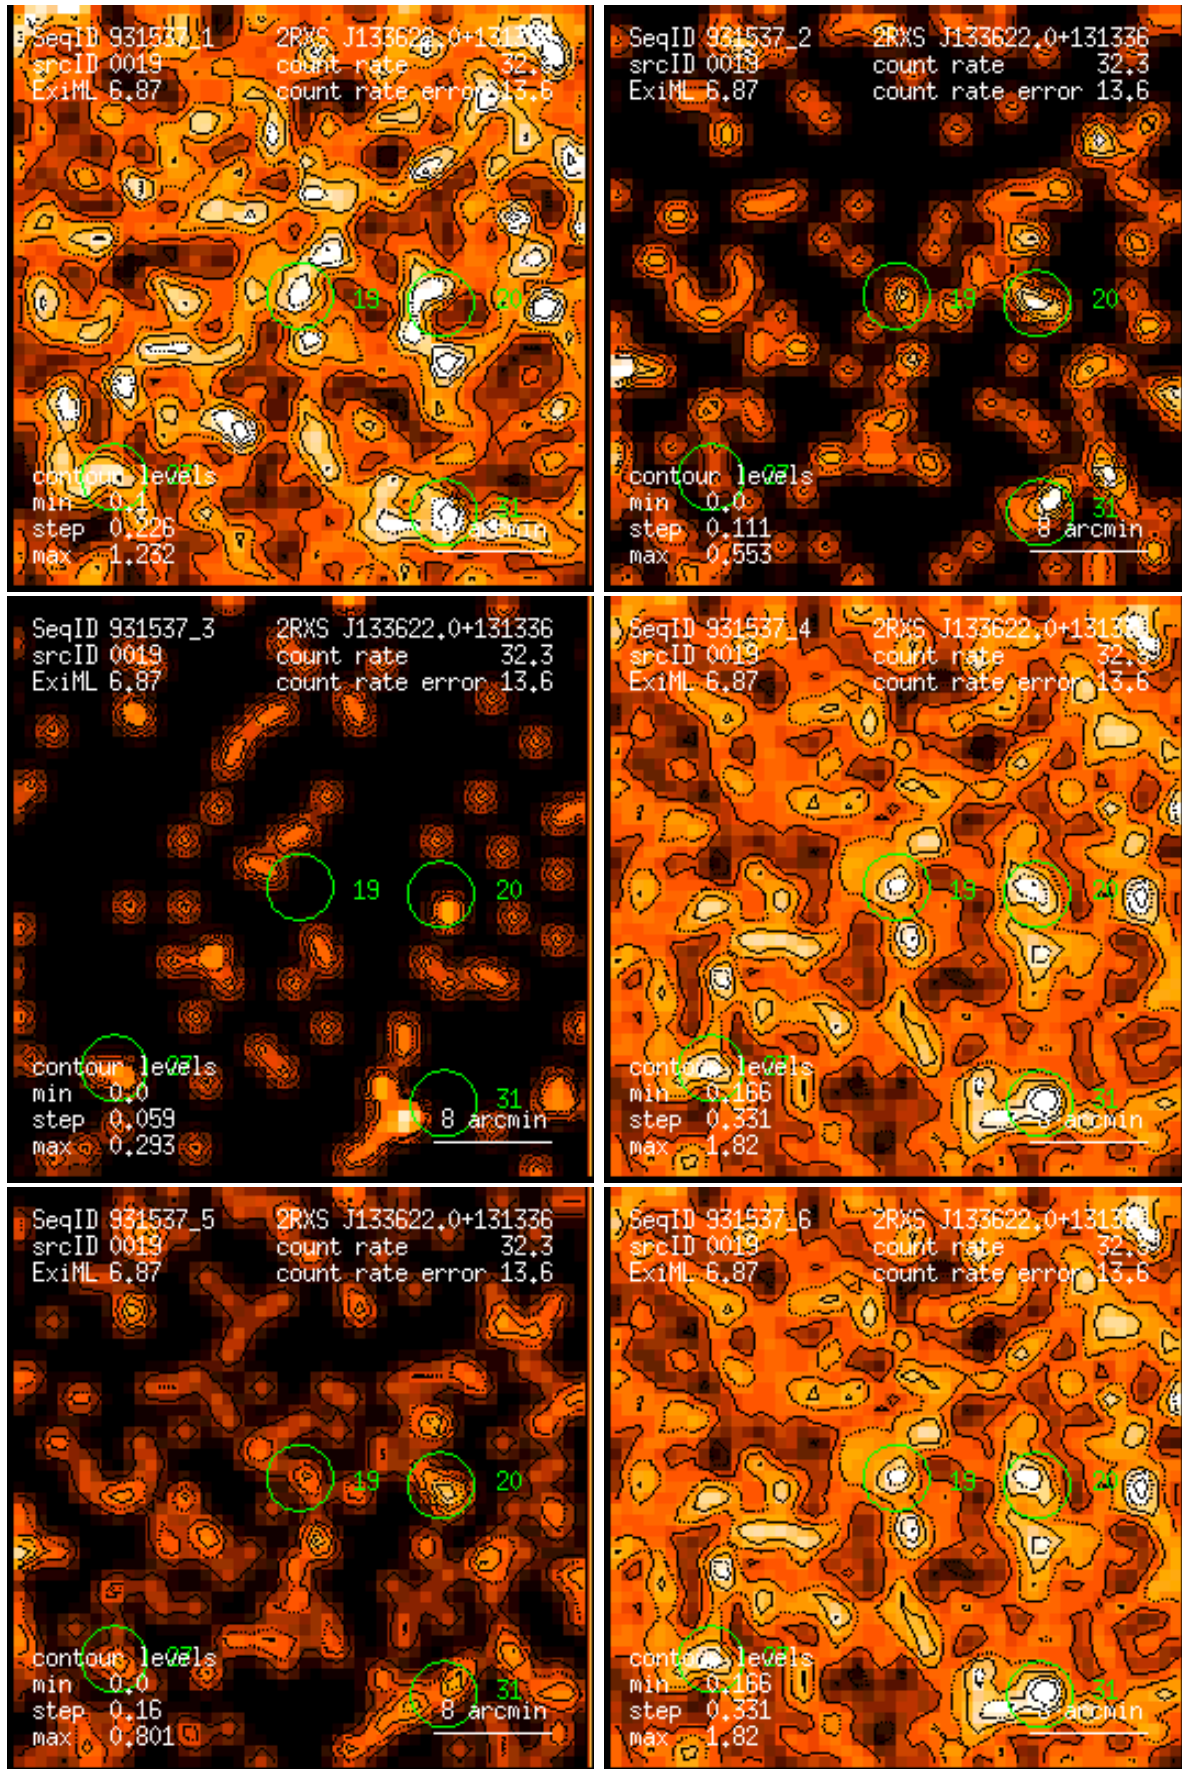 SeqID 931537_1 2RXS J133622.0+131336
srcID 0019 count rate 32.3
ExiML 6.87 count rate error 13.6
19 20
contour levels
min 0.1 31
step 0.226 8 arcmin
max 1.232
SeqID 931537_2 2RXS J133622.0+131336
srcID 0019 count rate 32.3
ExiML 6.87 count rate error 13.6
19 20
contour levels
min 0.0 31
step 0.111 8 arcmin
max 0.553
SeqID 931537_3 2RXS J133622.0+131336
srcID 0019 count rate 32.3
ExiML 6.87 count rate error 13.6
19 20
contour levels
min 0.0 31
step 0.059 8 arcmin
max 0.293
SeqID 931537_4 2RXS J133622.0+131336
srcID 0019 count rate 32.3
ExiML 6.87 count rate error 13.6
19 20
contour levels
min 0.166 31
step 0.331 8 arcmin
max 1.82
SeqID 931537_5 2RXS J133622.0+131336
srcID 0019 count rate 32.3
ExiML 6.87 count rate error 13.6
19 20
contour levels
min 0.0 31
step 0.16 8 arcmin
max 0.801
SeqID 931537_6 2RXS J133622.0+131336
srcID 0019 count rate 32.3
ExiML 6.87 count rate error 13.6
19 20
contour levels
min 0.166 31
step 0.331 8 arcmin
max 1.82